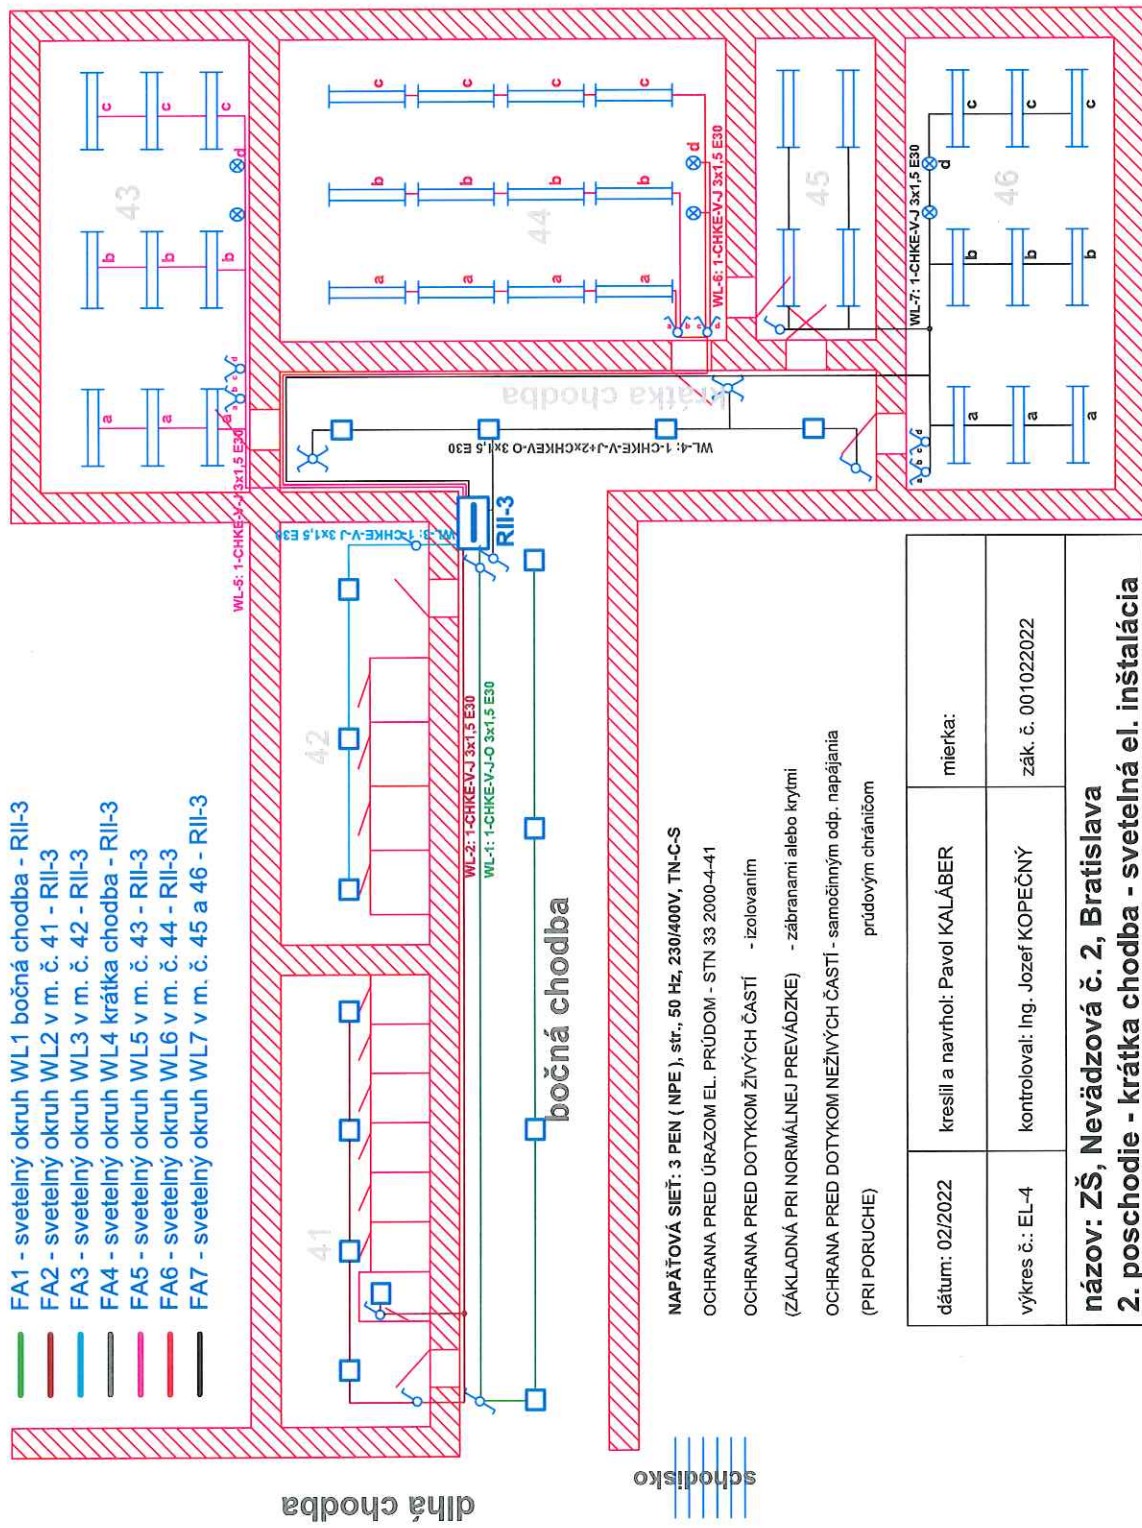 FA1 - svetelný okruh WL1 bočná chodba - RII-3
FA2 - svetelný okruh WL2 v m. č. 41 - RII-3
FA3 - svetelný okruh WL3 v m. č. 42 - RII-3
FA4 - svetelný okruh WL4 krátka chodba - RII-3
FA5 - svetelný okruh WL5 v m. č. 43 - RII-3
FA6 - svetelný okruh WL6 v m. č. 44 - RII-3
FA7 - svetelný okruh WL7 v m. č. 45 a 46 - RII-3
dlhá chodba
schodisko
41
42
43
c
c
c
b
b
b
a
a
a
d
a b
c d
WL-5: 1-CHKE-V-J 3x1,5 E30
WL-3: 1-CHKE-V-J 3x1,5 E30
RII-3
WL-2: 1-CHKE-V-J 3x1,5 E30
WL-1: 1-CHKE-V-J-O 3x1,5 E30
bočná chodba
44
c
c
c
c
b
b
b
b
a
a
a
a
d
WL-6: 1-CHKE-V-J 3x1,5 E30
krátka chodba
WL-4: 1-CHKE-V-J+2xCHKEV-O 3x1,5 E30
45
46
WL-7: 1-CHKE-V-J 3x1,5 E30
d
c
c
c
b
b
b
a
a
a
a b
c d
NAPÄŤOVÁ SIEŤ: 3 PEN ( NPE ), str., 50 Hz, 230/400V, TN-C-S
OCHRANA PRED ÚRAZOM EL. PRÚDOM - STN 33 2000-4-41
OCHRANA PRED DOTYKOM ŽIVÝCH ČASTÍ - izolovaním
(ZÁKLADNÁ PRI NORMÁLNEJ PREVÁDZKE) - zábranami alebo krytmi
OCHRANA PRED DOTYKOM NEŽIVÝCH ČASTÍ - samočinným odp. napájania
(PRI PORUCHE) prúdovým chráničom
dátum: 02/2022
kreslil a navrhol: Pavol KALÁBER
mierka:
výkres č.: EL-4
kontroloval: Ing. Jozef KOPEČNÝ
zák. č. 001022022
názov: ZŠ, Nevädzová č. 2, Bratislava
2. poschodie - krátka chodba - svetelná el. inštalácia